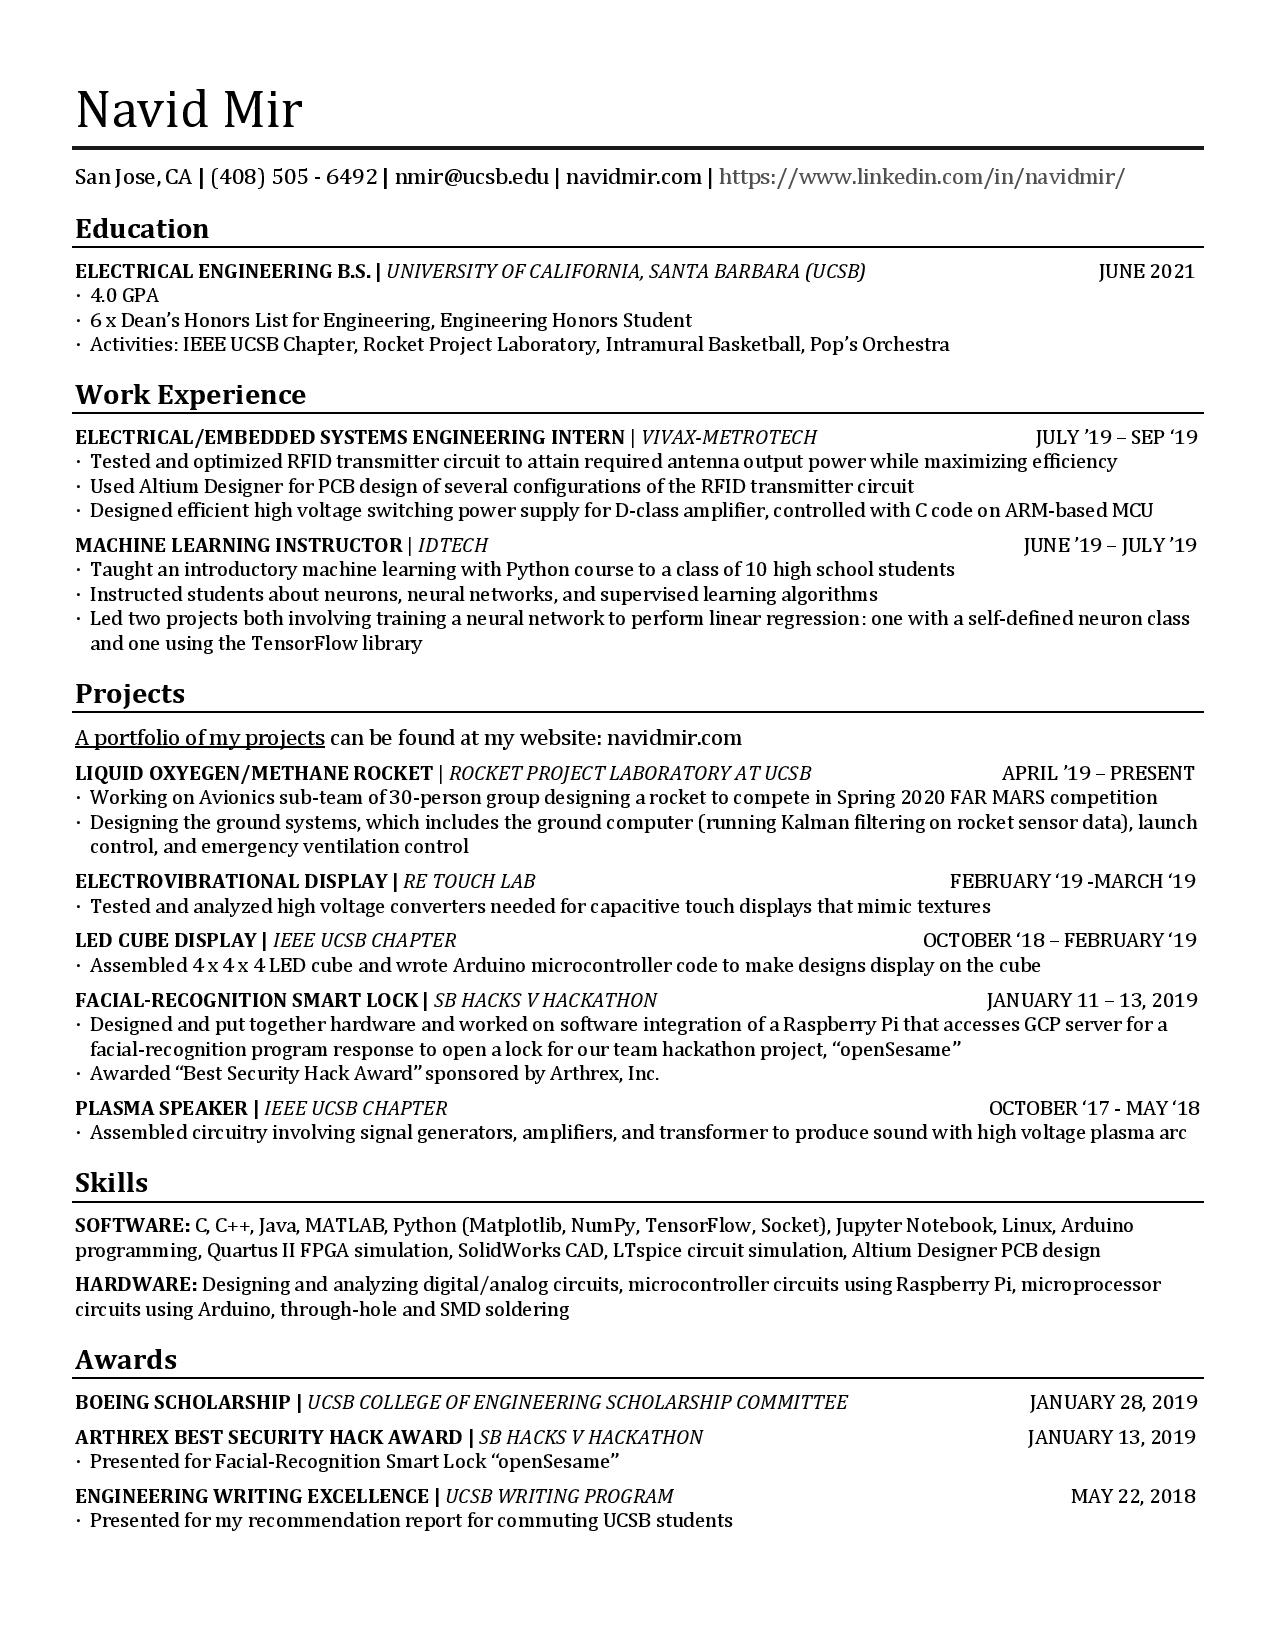 Navid Mir
San Jose, CA | (408) 505 - 6492 | nmir@ucsb.edu | navidmir.com | https://www.linkedin.com/in/navidmir/
Education
ELECTRICAL ENGINEERING B.S. | UNIVERSITY OF CALIFORNIA, SANTA BARBARA (UCSB) JUNE 2021
· 4.0 GPA
· 6 x Dean’s Honors List for Engineering, Engineering Honors Student
· Activities: IEEE UCSB Chapter, Rocket Project Laboratory, Intramural Basketball, Pop’s Orchestra
Work Experience
ELECTRICAL/EMBEDDED SYSTEMS ENGINEERING INTERN | VIVAX-METROTECH JULY ’19 – SEP ‘19
· Tested and optimized RFID transmitter circuit to attain required antenna output power while maximizing efficiency
· Used Altium Designer for PCB design of several configurations of the RFID transmitter circuit
· Designed efficient high voltage switching power supply for D-class amplifier, controlled with C code on ARM-based MCU
MACHINE LEARNING INSTRUCTOR | IDTECH JUNE ’19 – JULY ’19
· Taught an introductory machine learning with Python course to a class of 10 high school students
· Instructed students about neurons, neural networks, and supervised learning algorithms
· Led two projects both involving training a neural network to perform linear regression: one with a self-defined neuron class
and one using the TensorFlow library
Projects
A portfolio of my projects can be found at my website: navidmir.com
LIQUID OXYEGEN/METHANE ROCKET | ROCKET PROJECT LABORATORY AT UCSB APRIL ’19 – PRESENT
· Working on Avionics sub-team of 30-person group designing a rocket to compete in Spring 2020 FAR MARS competition
· Designing the ground systems, which includes the ground computer (running Kalman filtering on rocket sensor data), launch
control, and emergency ventilation control
ELECTROVIBRATIONAL DISPLAY | RE TOUCH LAB FEBRUARY ‘19 -MARCH ‘19
· Tested and analyzed high voltage converters needed for capacitive touch displays that mimic textures
LED CUBE DISPLAY | IEEE UCSB CHAPTER OCTOBER ‘18 – FEBRUARY ‘19
· Assembled 4 x 4 x 4 LED cube and wrote Arduino microcontroller code to make designs display on the cube
FACIAL-RECOGNITION SMART LOCK | SB HACKS V HACKATHON JANUARY 11 – 13, 2019
· Designed and put together hardware and worked on software integration of a Raspberry Pi that accesses GCP server for a
facial-recognition program response to open a lock for our team hackathon project, “openSesame”
· Awarded “Best Security Hack Award” sponsored by Arthrex, Inc.
PLASMA SPEAKER | IEEE UCSB CHAPTER OCTOBER ‘17 - MAY ‘18
· Assembled circuitry involving signal generators, amplifiers, and transformer to produce sound with high voltage plasma arc
Skills
SOFTWARE: C, C++, Java, MATLAB, Python (Matplotlib, NumPy, TensorFlow, Socket), Jupyter Notebook, Linux, Arduino
programming, Quartus II FPGA simulation, SolidWorks CAD, LTspice circuit simulation, Altium Designer PCB design
HARDWARE: Designing and analyzing digital/analog circuits, microcontroller circuits using Raspberry Pi, microprocessor
circuits using Arduino, through-hole and SMD soldering
Awards
BOEING SCHOLARSHIP | UCSB COLLEGE OF ENGINEERING SCHOLARSHIP COMMITTEE JANUARY 28, 2019
ARTHREX BEST SECURITY HACK AWARD | SB HACKS V HACKATHON JANUARY 13, 2019
· Presented for Facial-Recognition Smart Lock “openSesame”
ENGINEERING WRITING EXCELLENCE | UCSB WRITING PROGRAM MAY 22, 2018
· Presented for my recommendation report for commuting UCSB students